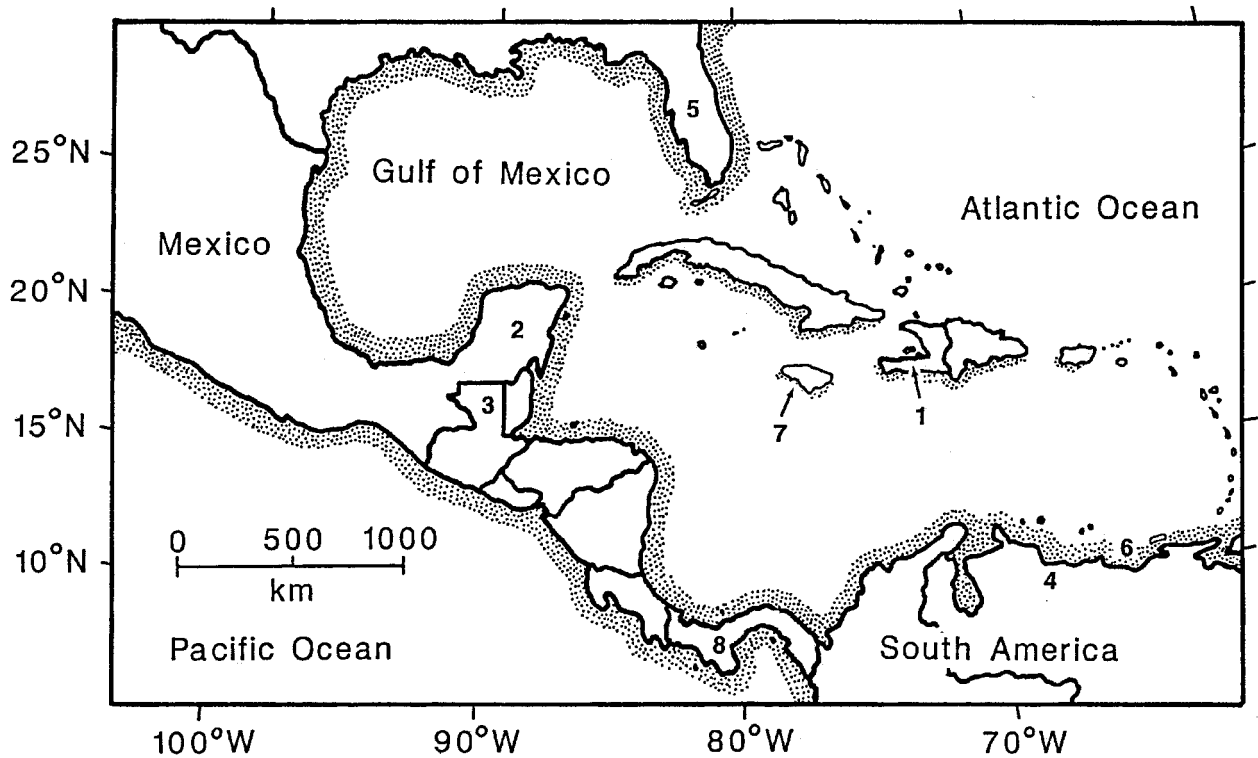 5
25°N
Gulf of Mexico
Atlantic Ocean
Mexico
20°N
2
3
1
15°N
7
0 500 1000
km
10°N
6
4
Pacific Ocean
8
South America
100°W 90°W 80°W 70°W